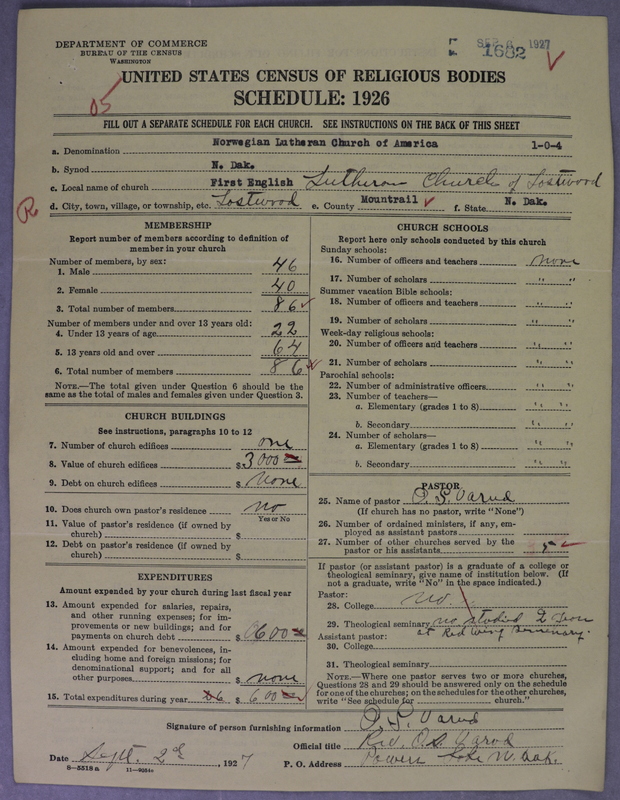 DEPARTMENT OF COMMERCE
BUREAU OF THE CENSUS
WASHINGTON
SEP 6 1927
1682
UNITED STATES CENSUS OF RELIGIOUS BODIES
SCHEDULE: 1926
05
FILL OUT A SEPARATE SCHEDULE FOR EACH CHURCH. SEE INSTRUCTIONS ON THE BACK OF THIS SHEET
a. Denomination Norwegian Lutheran Church of America 1-0-4
b. Synod N. Dak.
c. Local name of church First English Lutheran Church of Lostwood
d. City, town, village, or township, etc. Lostwood e. County Mountrail f. State N. Dak.
R
MEMBERSHIP
Report number of members according to definition of
member in your church
Number of members, by sex:
1. Male 46
2. Female 40
3. Total number of members 86
Number of members under and over 13 years old:
4. Under 13 years of age 22
5. 13 years old and over 64
6. Total number of members 86
NOTE.—The total given under Question 6 should be
the same as the total of males and females given under Question 3.
CHURCH BUILDINGS
See instructions, paragraphs 10 to 12
7. Number of church edifices one
8. Value of church edifices $ 3000
9. Debt on church edifices $ None
10. Does church own pastor's residence no
Yes or No
11. Value of pastor's residence (if owned by
church) $
12. Debt on pastor's residence (if owned by
church) $
EXPENDITURES
Amount expended by your church during last fiscal year
13. Amount expended for salaries, repairs,
and other running expenses; for im-
provements or new buildings; and for
payments on church debt $ 600
14. Amount expended for benevolences, in-
cluding home and foreign missions; for
denominational support; and for all
other purposes $ none
15. Total expenditures during year $ 600
CHURCH SCHOOLS
Report here only schools conducted by this church
Sunday schools:
16. Number of officers and teachers none
17. Number of scholars " "
Summer vacation Bible schools:
18. Number of officers and teachers " "
19. Number of scholars " "
Week-day religious schools:
20. Number of officers and teachers " "
21. Number of scholars " "
Parochial schools:
22. Number of administrative officers " "
23. Number of teachers—
a. Elementary (grades 1 to 8) " "
b. Secondary " "
24. Number of scholars—
a. Elementary (grades 1 to 8) " "
b. Secondary " "
PASTOR
25. Name of pastor O. S. Varud
(If church has no pastor, write "None")
26. Number of ordained ministers, if any, em-
ployed as assistant pastors
27. Number of other churches served by the
pastor or his assistants 5
If pastor (or assistant pastor) is a graduate of a college or
theological seminary, give name of institution below. (If
not a graduate, write "No" in the space indicated.)
Pastor:
28. College no.
29. Theological seminary no studied 2 years
at Red Wing Seminary.
Assistant pastor:
30. College
31. Theological seminary
NOTE.—Where one pastor serves two or more churches,
Questions 28 and 29 should be answered only on the schedule
for one of the churches; on the schedules for the other churches,
write "See schedule for church."
Signature of person furnishing information O. S. Varud
Official title Rev. O. S. Varud
Date Sept. 2d, 1927 P. O. Address Powers Lake N. Dak.
8—5518a 11—9054